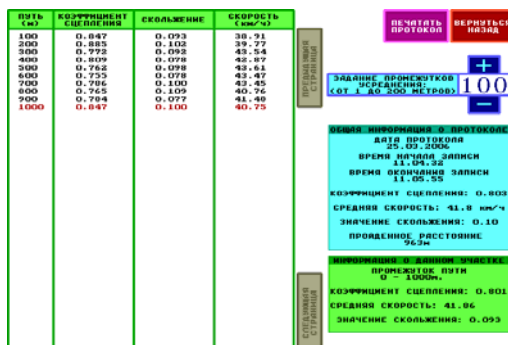 ПУТЬ (м) КОЭФФИЦИЕНТ СЦЕПЛЕНИЯ СКОЛЬЖЕНИЕ СКОРОСТЬ (км/ч)
100 0.847 0.093 38.91
200 0.885 0.102 39.77
300 0.772 0.092 43.54
400 0.809 0.078 42.87
500 0.762 0.098 43.61
600 0.755 0.078 43.47
700 0.786 0.100 43.45
800 0.765 0.109 40.76
900 0.784 0.077 41.40
1000 0.847 0.100 40.75
ПРЕДЫДУЩАЯ СТРАНИЦА
СЛЕДУЮЩАЯ СТРАНИЦА
ПЕЧАТАТЬ ПРОТОКОЛ
ВЕРНУТЬСЯ НАЗАД
ЗАДАНИЕ ПРОМЕЖУТКОВ
УСРЕДНЕНИЯ:
(ОТ 1 ДО 200 МЕТРОВ)
+
100
−
ОБЩАЯ ИНФОРМАЦИЯ О ПРОТОКОЛЕ
ДАТА ПРОТОКОЛА
25.03.2006
ВРЕМЯ НАЧАЛА ЗАПИСИ
11.04.32
ВРЕМЯ ОКОНЧАНИЯ ЗАПИСИ
11.05.55
КОЭФФИЦИЕНТ СЦЕПЛЕНИЯ: 0.803
СРЕДНЯЯ СКОРОСТЬ: 41.8 км/ч
ЗНАЧЕНИЕ СКОЛЬЖЕНИЯ: 0.10
ПРОЙДЕННОЕ РАССТОЯНИЕ
963м
ИНФОРМАЦИЯ О ДАННОМ УЧАСТКЕ
ПРОМЕЖУТОК ПУТИ
0 - 1000м.
КОЭФФИЦИЕНТ СЦЕПЛЕНИЯ: 0.801
СРЕДНЯЯ СКОРОСТЬ: 41.86
ЗНАЧЕНИЕ СКОЛЬЖЕНИЯ: 0.093